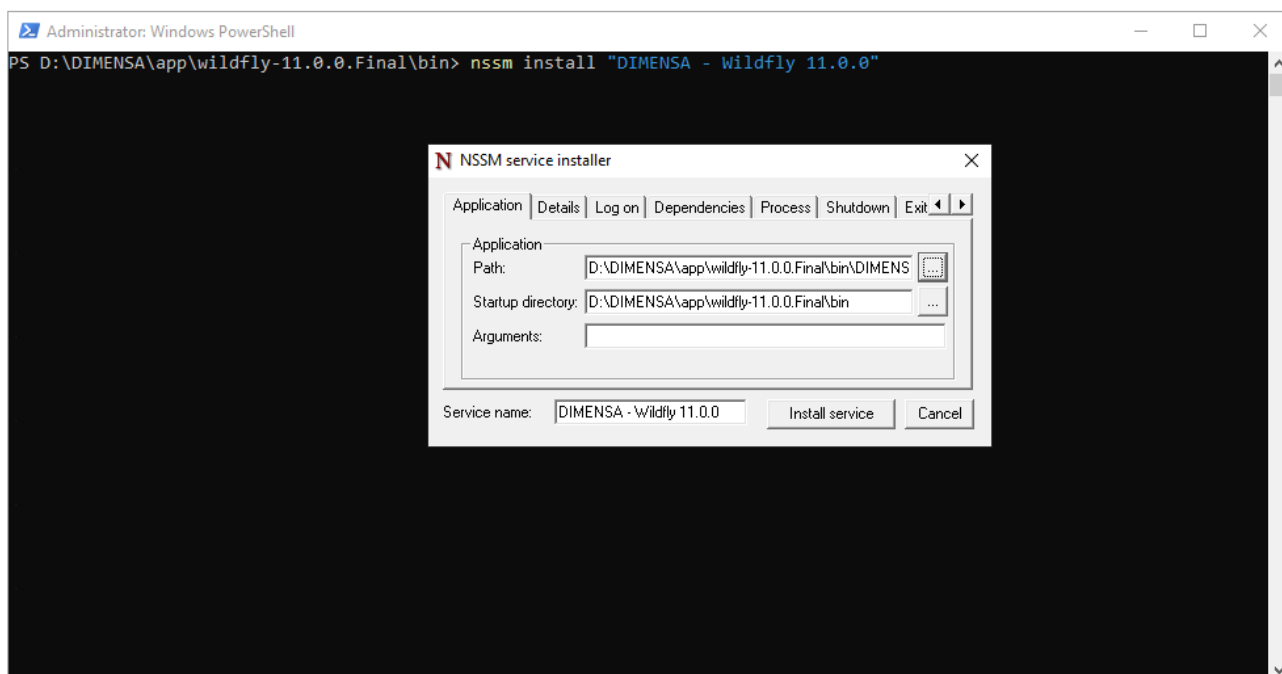 Administrator: Windows PowerShell
PS D:\DIMENSA\app\wildfly-11.0.0.Final\bin> nssm install "DIMENSA - Wildfly 11.0.0"
N NSSM service installer
Application Details Log on Dependencies Process Shutdown Exit
Application
Path: D:\DIMENSA\app\wildfly-11.0.0.Final\bin\DIMENS ...
Startup directory: D:\DIMENSA\app\wildfly-11.0.0.Final\bin ...
Arguments:
Service name: DIMENSA - Wildfly 11.0.0 Install service Cancel